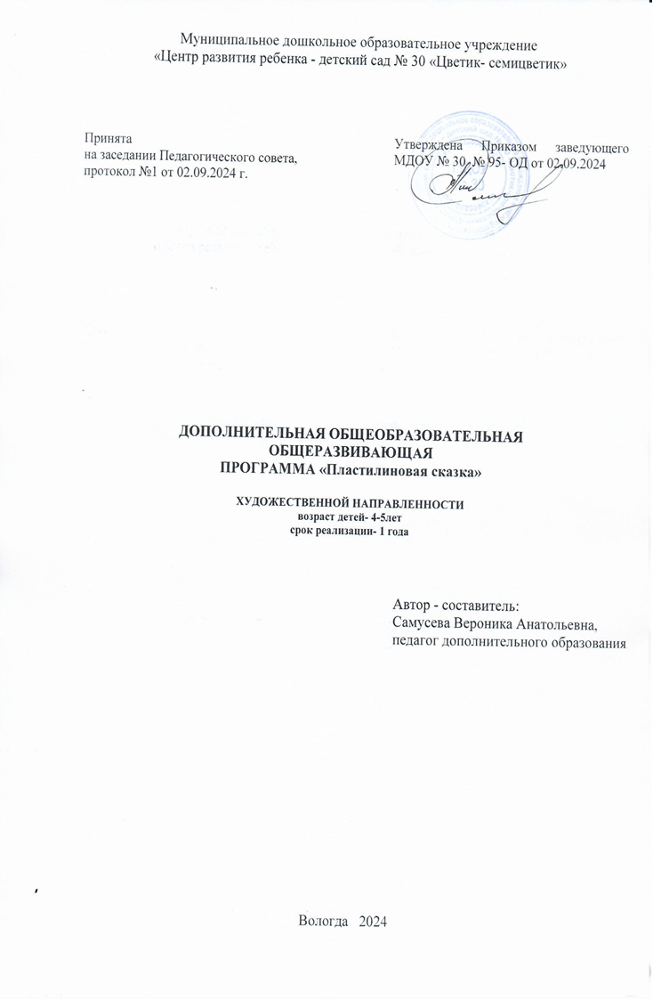 Муниципальное дошкольное образовательное учреждение
«Центр развития ребенка - детский сад № 30 «Цветик- семицветик»
Принята
на заседании Педагогического совета,
протокол №1 от 02.09.2024 г.
Утверждена Приказом заведующего
МДОУ № 30, № 95- ОД от 02.09.2024
ДОПОЛНИТЕЛЬНАЯ ОБЩЕОБРАЗОВАТЕЛЬНАЯ
ОБЩЕРАЗВИВАЮЩАЯ
ПРОГРАММА «Пластилиновая сказка»
ХУДОЖЕСТВЕННОЙ НАПРАВЛЕННОСТИ
возраст детей- 4-5лет
срок реализации- 1 года
Автор - составитель:
Самусева Вероника Анатольевна,
педагог дополнительного образования
Вологда 2024